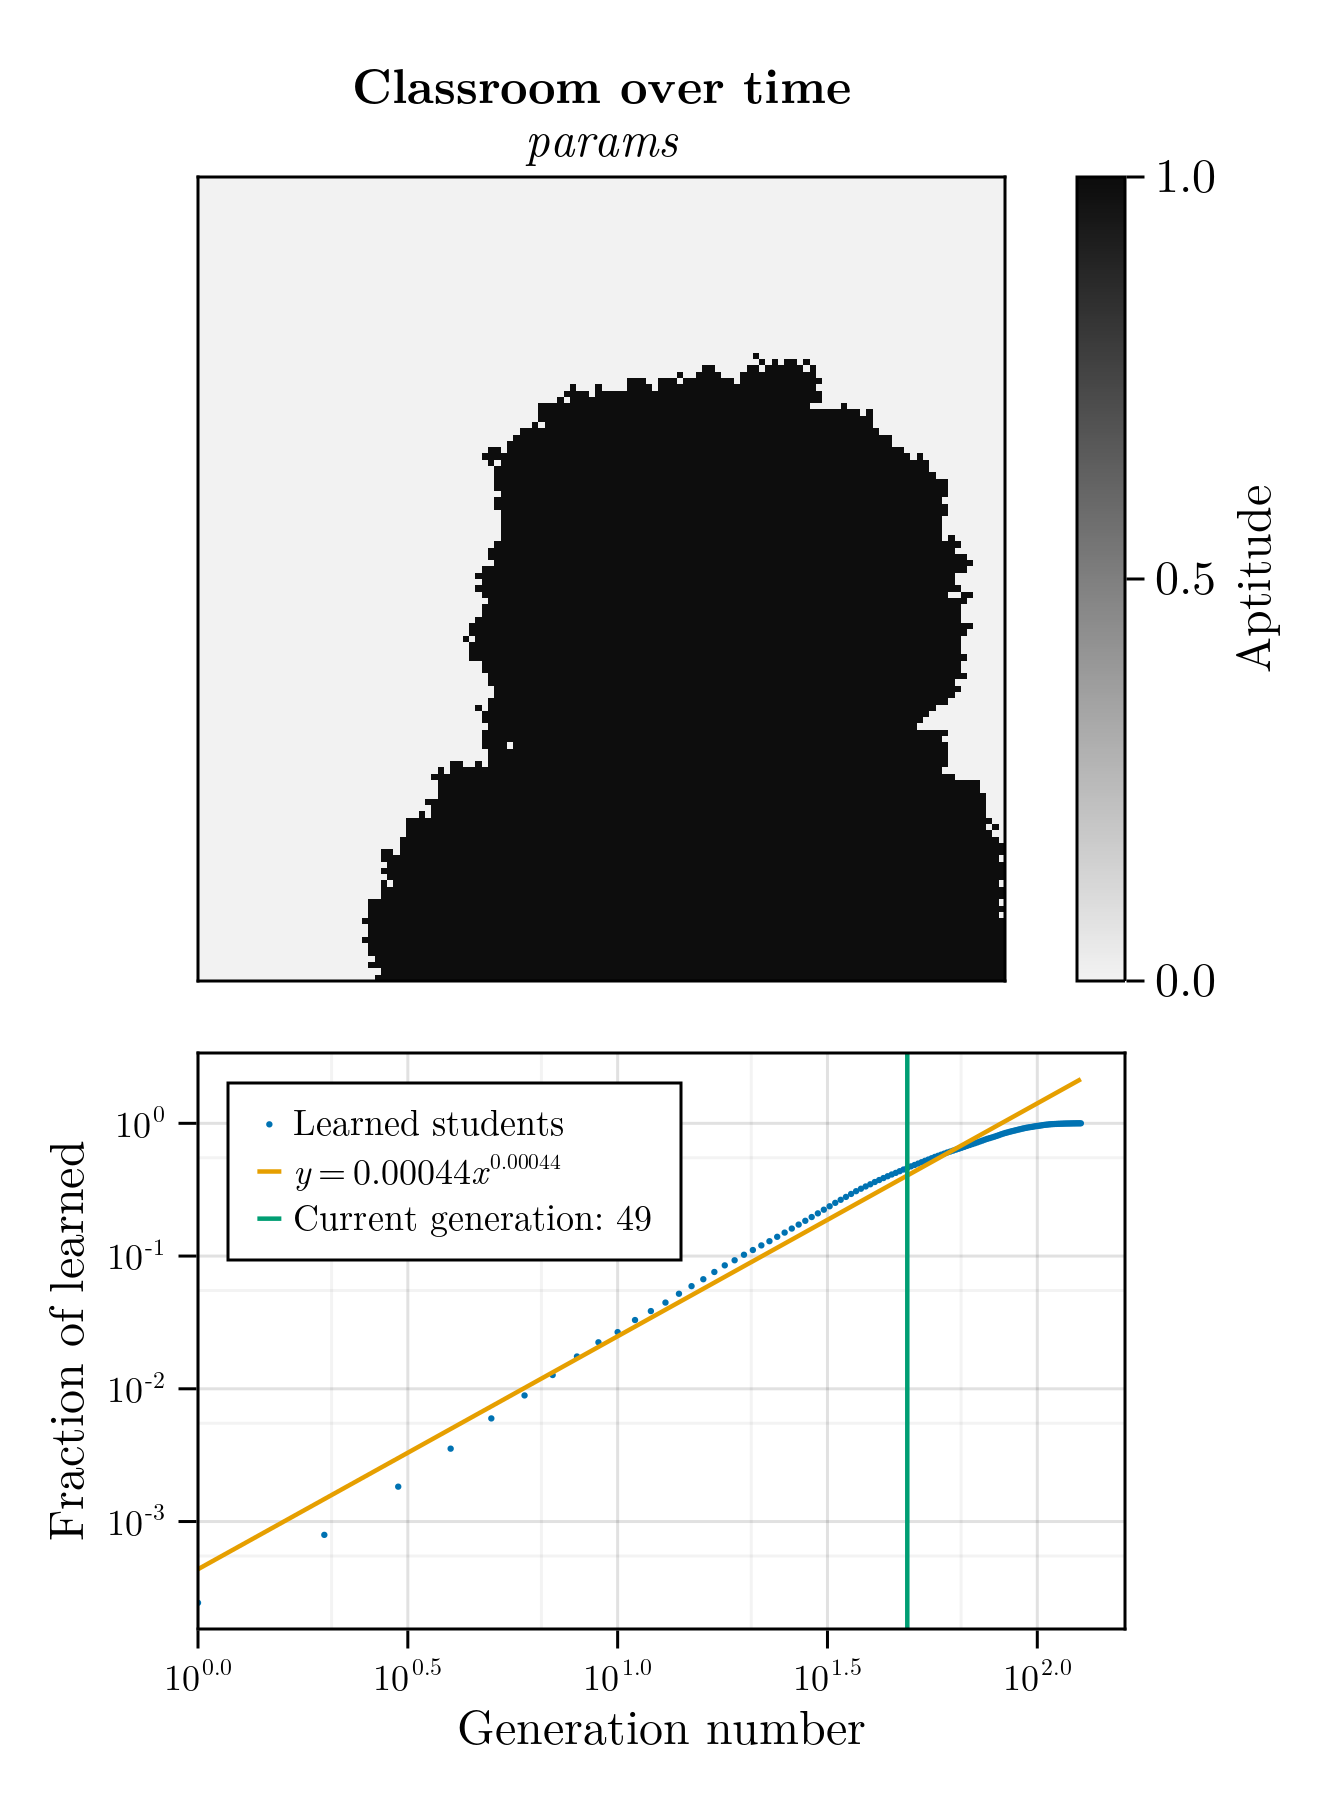 Classroom over time
params
1.0
0.5
0.0
Aptitude
Learned students
y = 0.00044x^0.00044
Current generation: 49
10^0
10^-1
10^-2
10^-3
Fraction of learned
10^0.0 10^0.5 10^1.0 10^1.5 10^2.0
Generation number